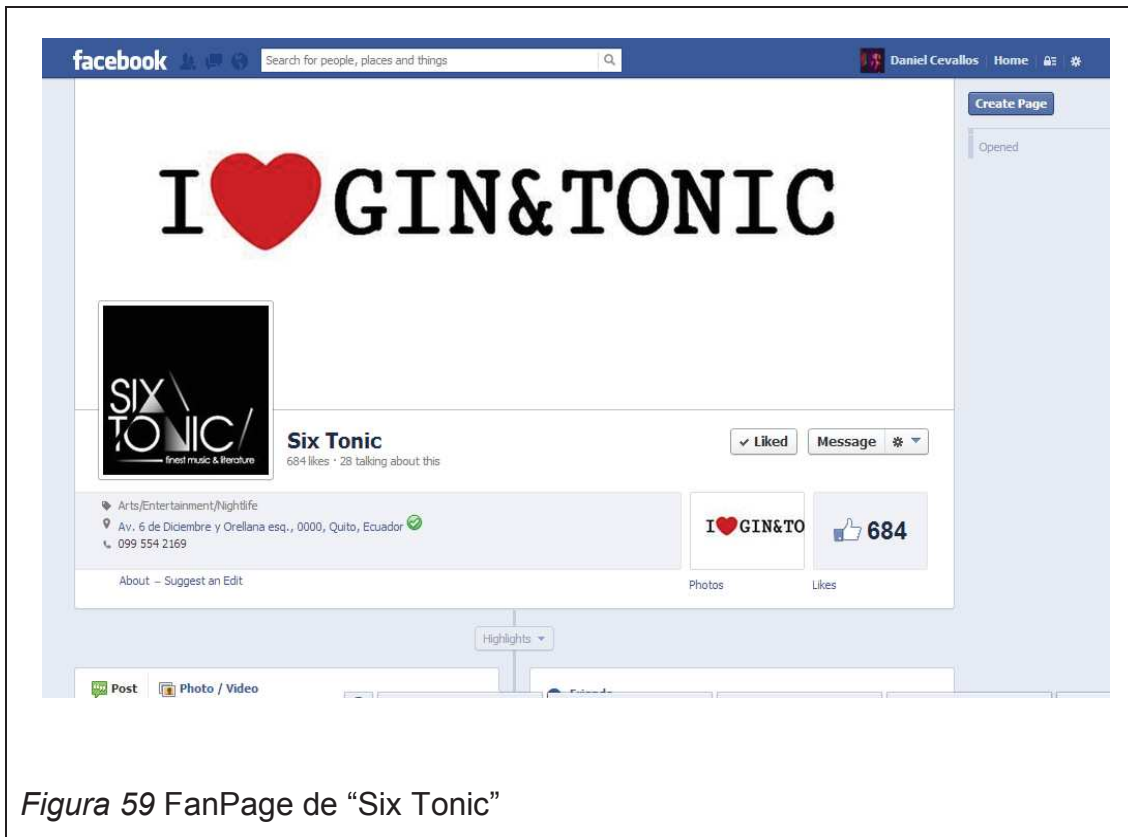 facebook Search for people, places and things Daniel Cevallos Home
Create Page
Opened
I GIN&TONIC
SIX
TONIC
finest music & literature
Six Tonic
684 likes · 28 talking about this
Liked Message
Arts/Entertainment/Nightlife
Av. 6 de Diciembre y Orellana esq., 0000, Quito, Ecuador
099 554 2169
I GIN&TO
684
About – Suggest an Edit
Photos Likes
Highlights
Post Photo / Video
Friends
Figura 59 FanPage de “Six Tonic”